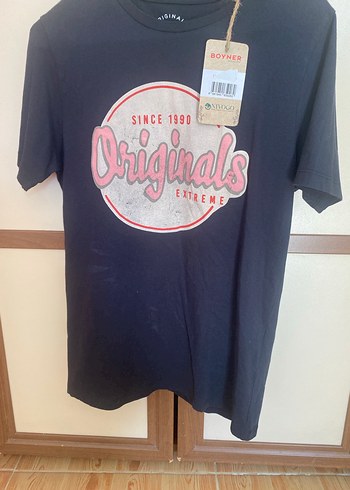 ORIGINAL
BOYNER
SINCE 1990
Originals
EXTREME